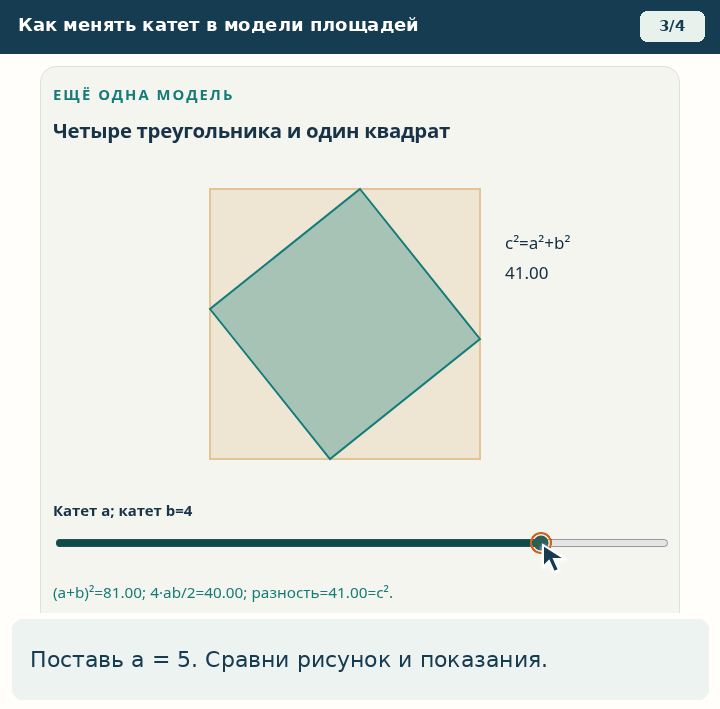 Как менять катет в модели площадей
3/4
ЕЩЁ ОДНА МОДЕЛЬ
Четыре треугольника и один квадрат
c²=a²+b²
41.00
Катет a; катет b=4
(a+b)²=81.00; 4·ab/2=40.00; разность=41.00=c².
Поставь a = 5. Сравни рисунок и показания.